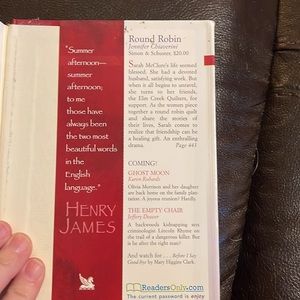 "Summer
afternoon—
summer
afternoon;
to me
those have
always been
the two most
beautiful words
in the
English
language."
HENRY
JAMES
Round Robin
Jennifer Chiaverini
Simon & Schuster, $20.00
Sarah McClure's life seemed
blessed. She had a devoted
husband, satisfying work. But
when it all begins to unravel,
she turns to her friends,
the Elm Creek Quilters, for
support. As the women piece
together a round robin quilt
and share the stories of
their lives, Sarah comes to
realize that friendship can be a
healing gift. An enthralling
drama.
Page 441
COMING!
GHOST MOON
Karen Robards
Olivia Morrison and her daughter
are back home on the family plan-
tation. A joyous reunion? Hardly.
THE EMPTY CHAIR
Jeffery Deaver
A backwoods kidnapping sets
criminologist Lincoln Rhyme on
the trail of a dangerous killer. But
is he after the right man?
And watch for . . . Before I Say
Good-Bye by Mary Higgins Clark.
ReadersOnly.com
The current password is enjoy